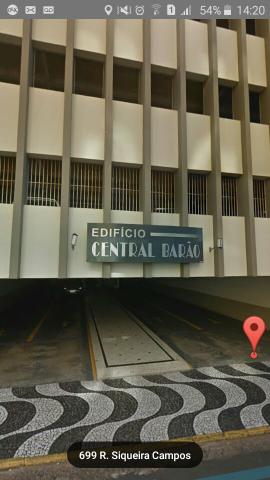 54% 14:20
EDIFÍCIO
CENTRAL BARÃO
699 R. Siqueira Campos